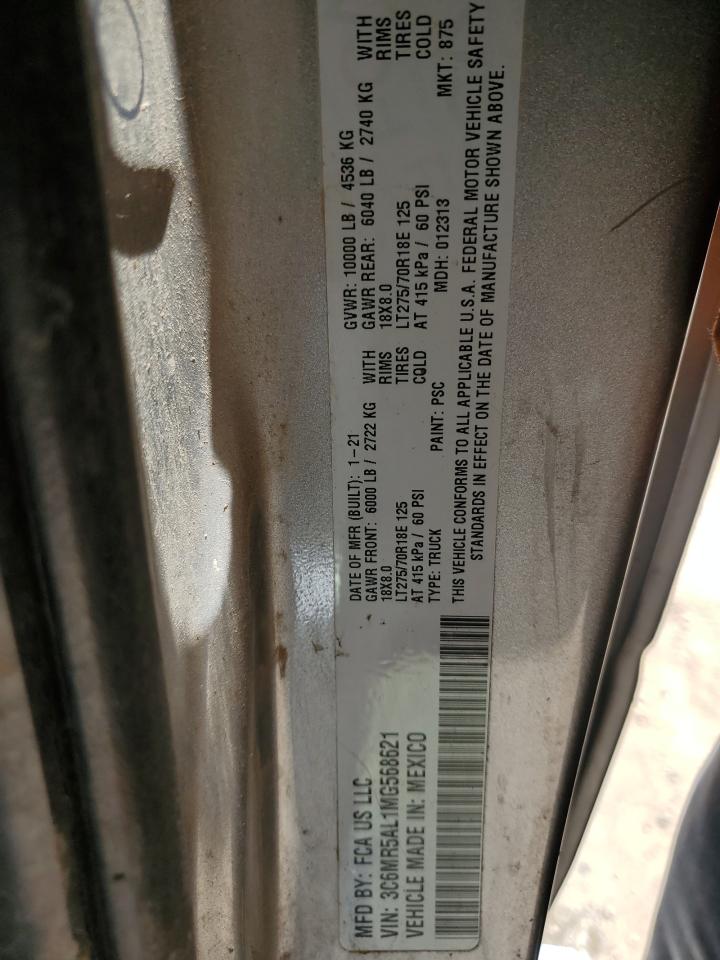 MFD BY: FCA US LLC
VIN: 3C6MR5AL1MG568621
VEHICLE MADE IN: MEXICO
DATE OF MFR (BUILT): 1-21
GAWR FRONT: 6000 LB / 2722 KG WITH
18X8.0 RIMS
LT275/70R18E 125 TIRES
AT 415 kPa / 60 PSI COLD
TYPE: TRUCK PAINT: PSC
GVWR: 10000 LB / 4536 KG
GAWR REAR: 6040 LB / 2740 KG WITH
18X8.0 RIMS
LT275/70R18E 125 TIRES
AT 415 kPa / 60 PSI COLD
MDH: 012313 MKT: 875
THIS VEHICLE CONFORMS TO ALL APPLICABLE U.S.A. FEDERAL MOTOR VEHICLE SAFETY
STANDARDS IN EFFECT ON THE DATE OF MANUFACTURE SHOWN ABOVE.